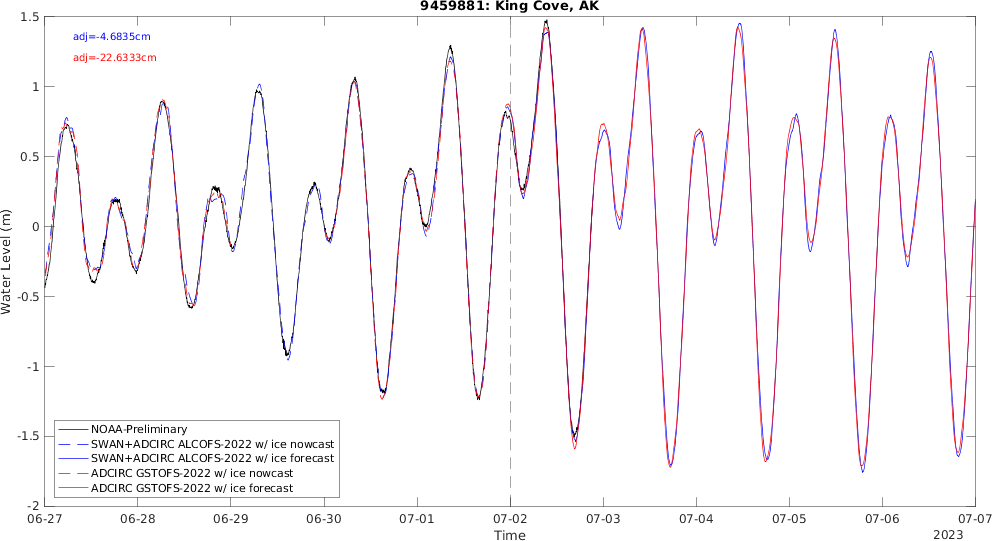 9459881: King Cove, AK
adj=-4.6835cm
adj=-22.6333cm
Water Level (m)
1.5
1
0.5
0
-0.5
-1
-1.5
-2
NOAA-Preliminary
SWAN+ADCIRC ALCOFS-2022 w/ ice nowcast
SWAN+ADCIRC ALCOFS-2022 w/ ice forecast
ADCIRC GSTOFS-2022 w/ ice nowcast
ADCIRC GSTOFS-2022 w/ ice forecast
06-27 06-28 06-29 06-30 07-01 07-02 07-03 07-04 07-05 07-06 07-07
Time
2023